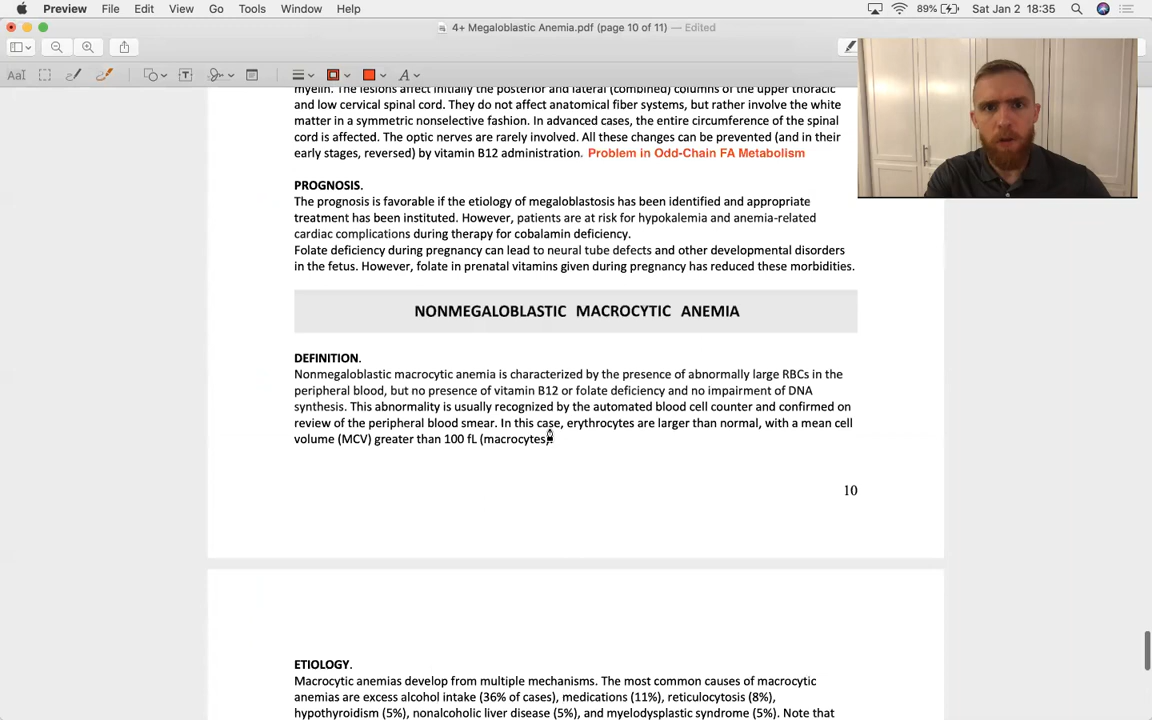 Preview File Edit View Go Tools Window Help 89% Sat Jan 2 18:35
4+ Megaloblastic Anemia.pdf (page 10 of 11) — Edited
AaI T A
myelin. The lesions affect initially the posterior and lateral (combined) columns of the upper thoracic
and low cervical spinal cord. They do not affect anatomical fiber systems, but rather involve the white
matter in a symmetric nonselective fashion. In advanced cases, the entire circumference of the spinal
cord is affected. The optic nerves are rarely involved. All these changes can be prevented (and in their
early stages, reversed) by vitamin B12 administration. Problem in Odd-Chain FA Metabolism
PROGNOSIS.
The prognosis is favorable if the etiology of megaloblastosis has been identified and appropriate
treatment has been instituted. However, patients are at risk for hypokalemia and anemia-related
cardiac complications during therapy for cobalamin deficiency.
Folate deficiency during pregnancy can lead to neural tube defects and other developmental disorders
in the fetus. However, folate in prenatal vitamins given during pregnancy has reduced these morbidities.
NONMEGALOBLASTIC MACROCYTIC ANEMIA
DEFINITION.
Nonmegaloblastic macrocytic anemia is characterized by the presence of abnormally large RBCs in the
peripheral blood, but no presence of vitamin B12 or folate deficiency and no impairment of DNA
synthesis. This abnormality is usually recognized by the automated blood cell counter and confirmed on
review of the peripheral blood smear. In this case, erythrocytes are larger than normal, with a mean cell
volume (MCV) greater than 100 fL (macrocytes)
10
ETIOLOGY.
Macrocytic anemias develop from multiple mechanisms. The most common causes of macrocytic
anemias are excess alcohol intake (36% of cases), medications (11%), reticulocytosis (8%),
hypothyroidism (5%), nonalcoholic liver disease (5%), and myelodysplastic syndrome (5%). Note that